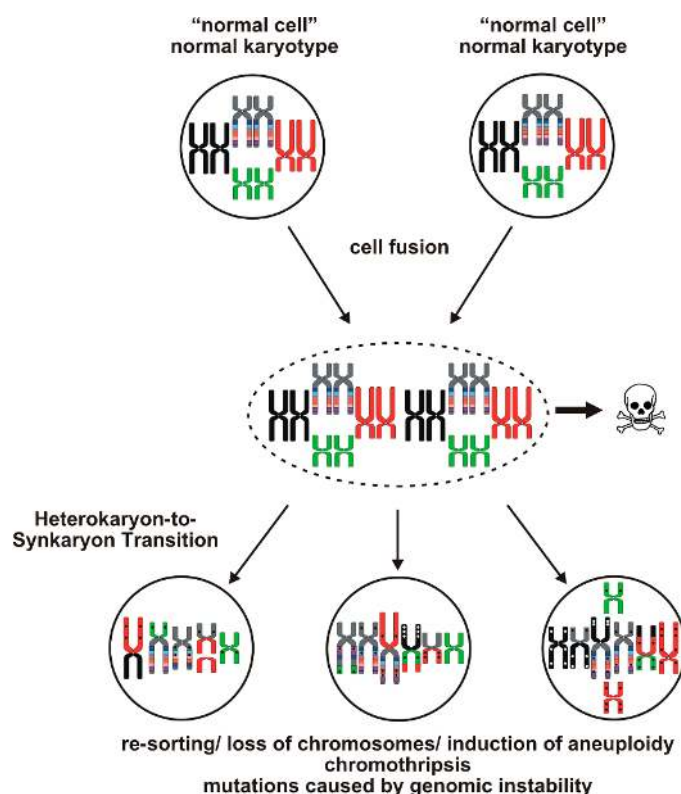 “normal cell”
normal karyotype
“normal cell”
normal karyotype
cell fusion
Heterokaryon-to-
Synkaryon Transition
re-sorting/ loss of chromosomes/ induction of aneuploidy
chromothripsis
mutations caused by genomic instability